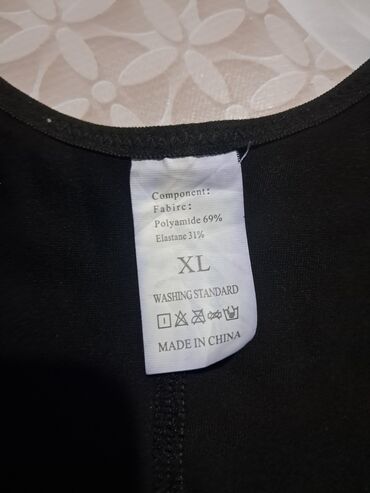 Component:
Fabire:
Polyamide 69%
Elastane 31%
XL
WASHING STANDARD
MADE IN CHINA